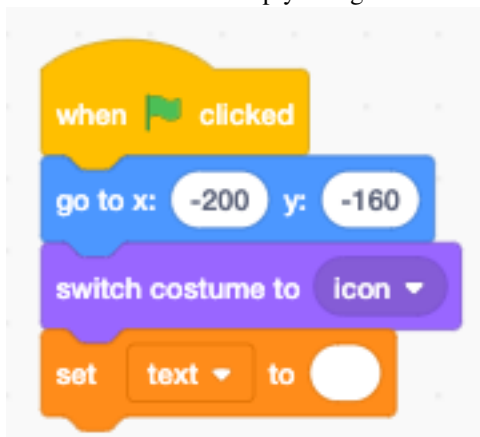 when clicked
go to x: -200 y: -160
switch costume to icon
set text to